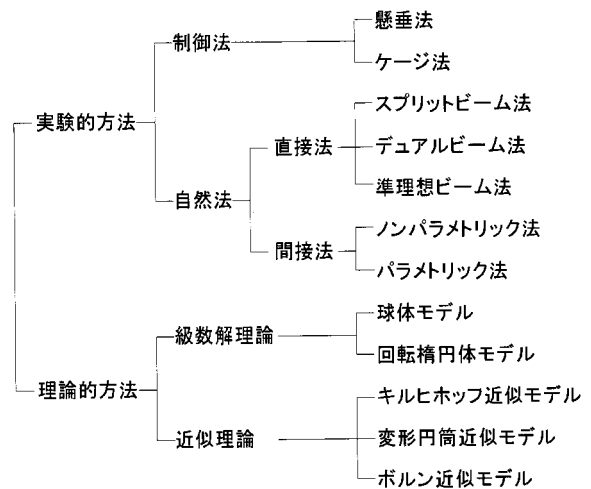 懸垂法
制御法
ケージ法
スプリットビーム法
実験的方法
直接法
デュアルビーム法
準理想ビーム法
自然法
ノンパラメトリック法
間接法
パラメトリック法
球体モデル
級数解理論
回転楕円体モデル
理論的方法
キルヒホッフ近似モデル
近似理論
変形円筒近似モデル
ボルン近似モデル